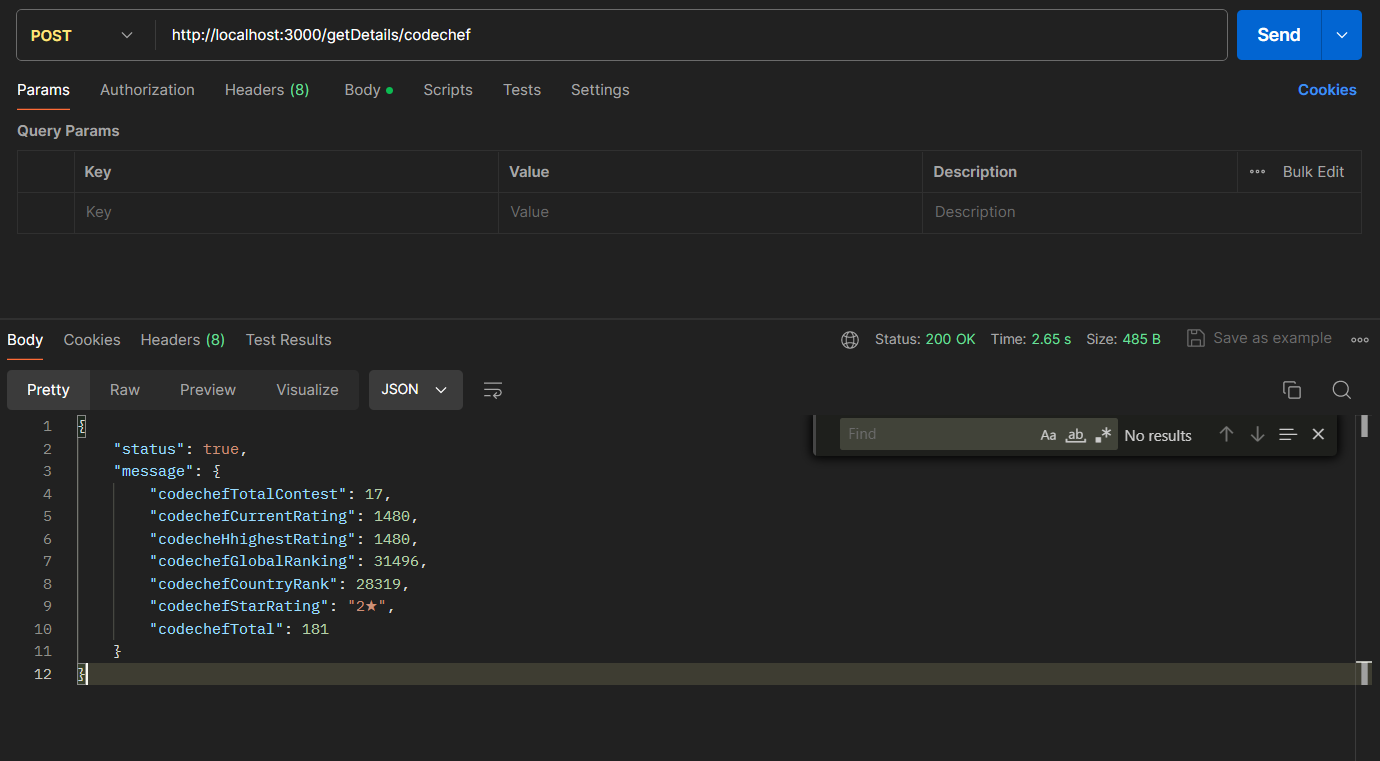 POST http://localhost:3000/getDetails/codechef Send
Params Authorization Headers (8) Body Scripts Tests Settings Cookies
Query Params
Key Value Description Bulk Edit
Key Value Description
Body Cookies Headers (8) Test Results Status: 200 OK Time: 2.65 s Size: 485 B Save as example
Pretty Raw Preview Visualize JSON
Find Aa ab .* No results
1 {
2 "status": true,
3 "message": {
4 "codechefTotalContest": 17,
5 "codechefCurrentRating": 1480,
6 "codecheHhighestRating": 1480,
7 "codechefGlobalRanking": 31496,
8 "codechefCountryRank": 28319,
9 "codechefStarRating": "2★",
10 "codechefTotal": 181
11 }
12 }